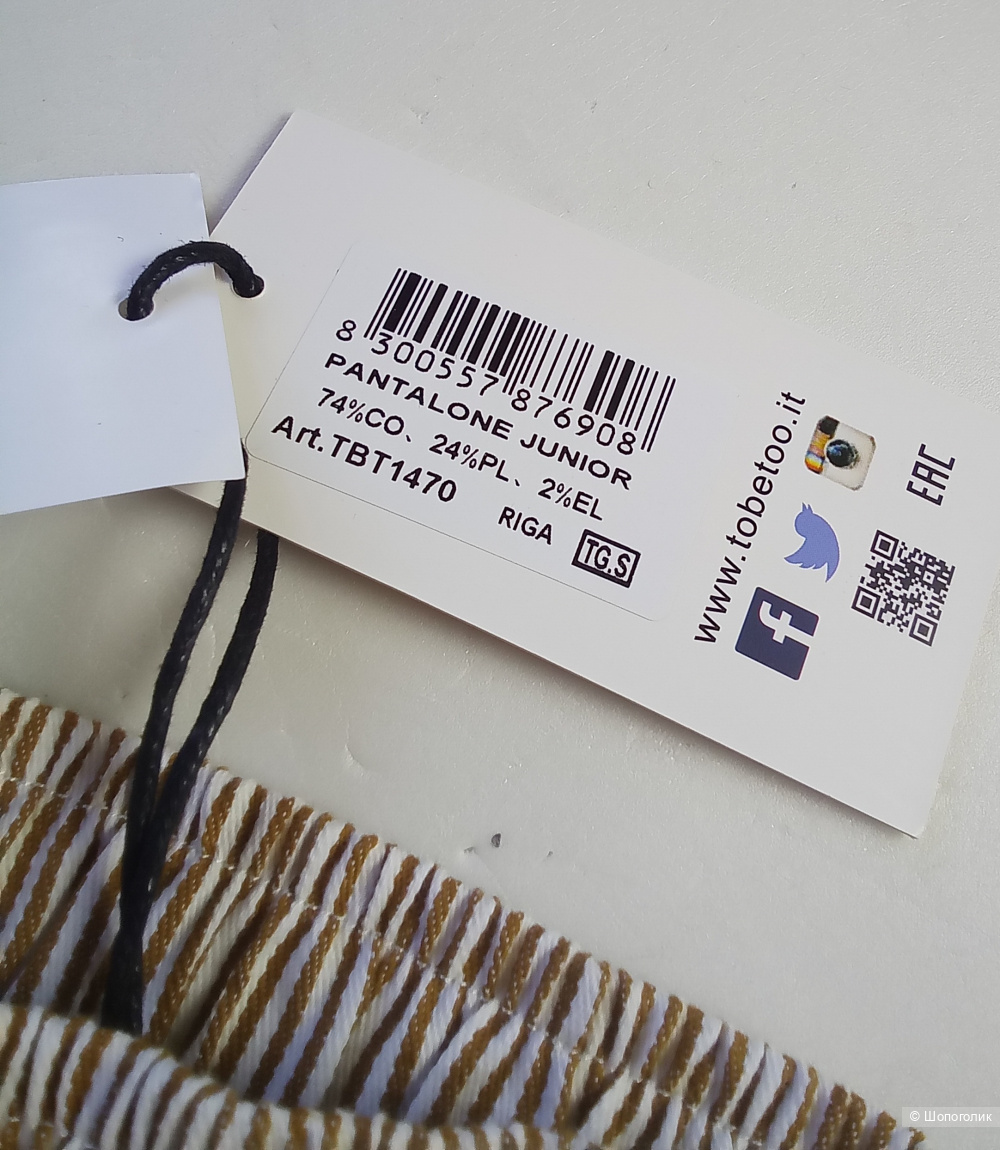 8 300557 876908
PANTALONE JUNIOR
74%CO、24%PL、2%EL
Art.TBT1470
RIGA TG.S
www.tobetoo.it
f
EAC
© Шопоголик